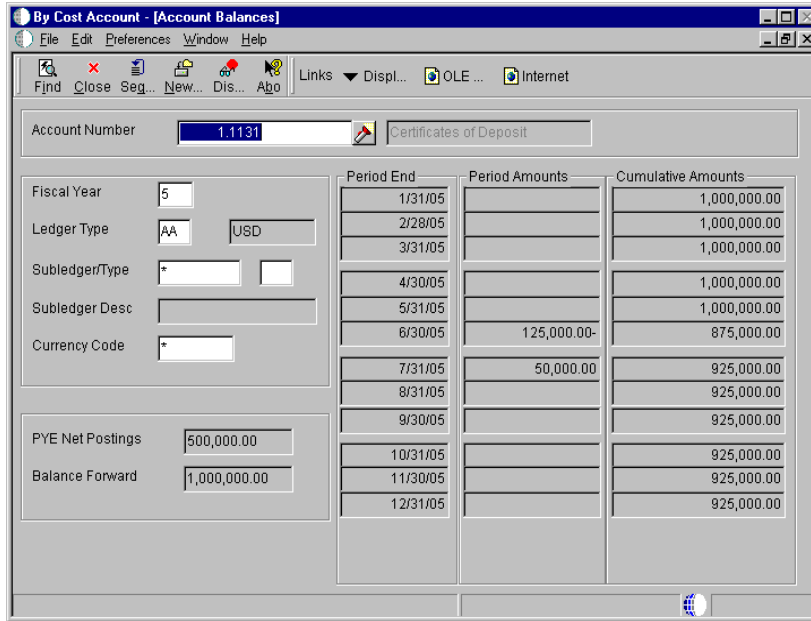 By Cost Account - [Account Balances]
File Edit Preferences Window Help
Find Close Seq... New... Dis... Abo Links Displ... OLE ... Internet
Account Number 1.1131 Certificates of Deposit
Period End Period Amounts Cumulative Amounts
Fiscal Year 5
Ledger Type AA USD
Subledger/Type *
Subledger Desc
Currency Code *
PYE Net Postings 500,000.00
Balance Forward 1,000,000.00
1/31/05 1,000,000.00
2/28/05 1,000,000.00
3/31/05 1,000,000.00
4/30/05 1,000,000.00
5/31/05 1,000,000.00
6/30/05 125,000.00- 875,000.00
7/31/05 50,000.00 925,000.00
8/31/05 925,000.00
9/30/05 925,000.00
10/31/05 925,000.00
11/30/05 925,000.00
12/31/05 925,000.00